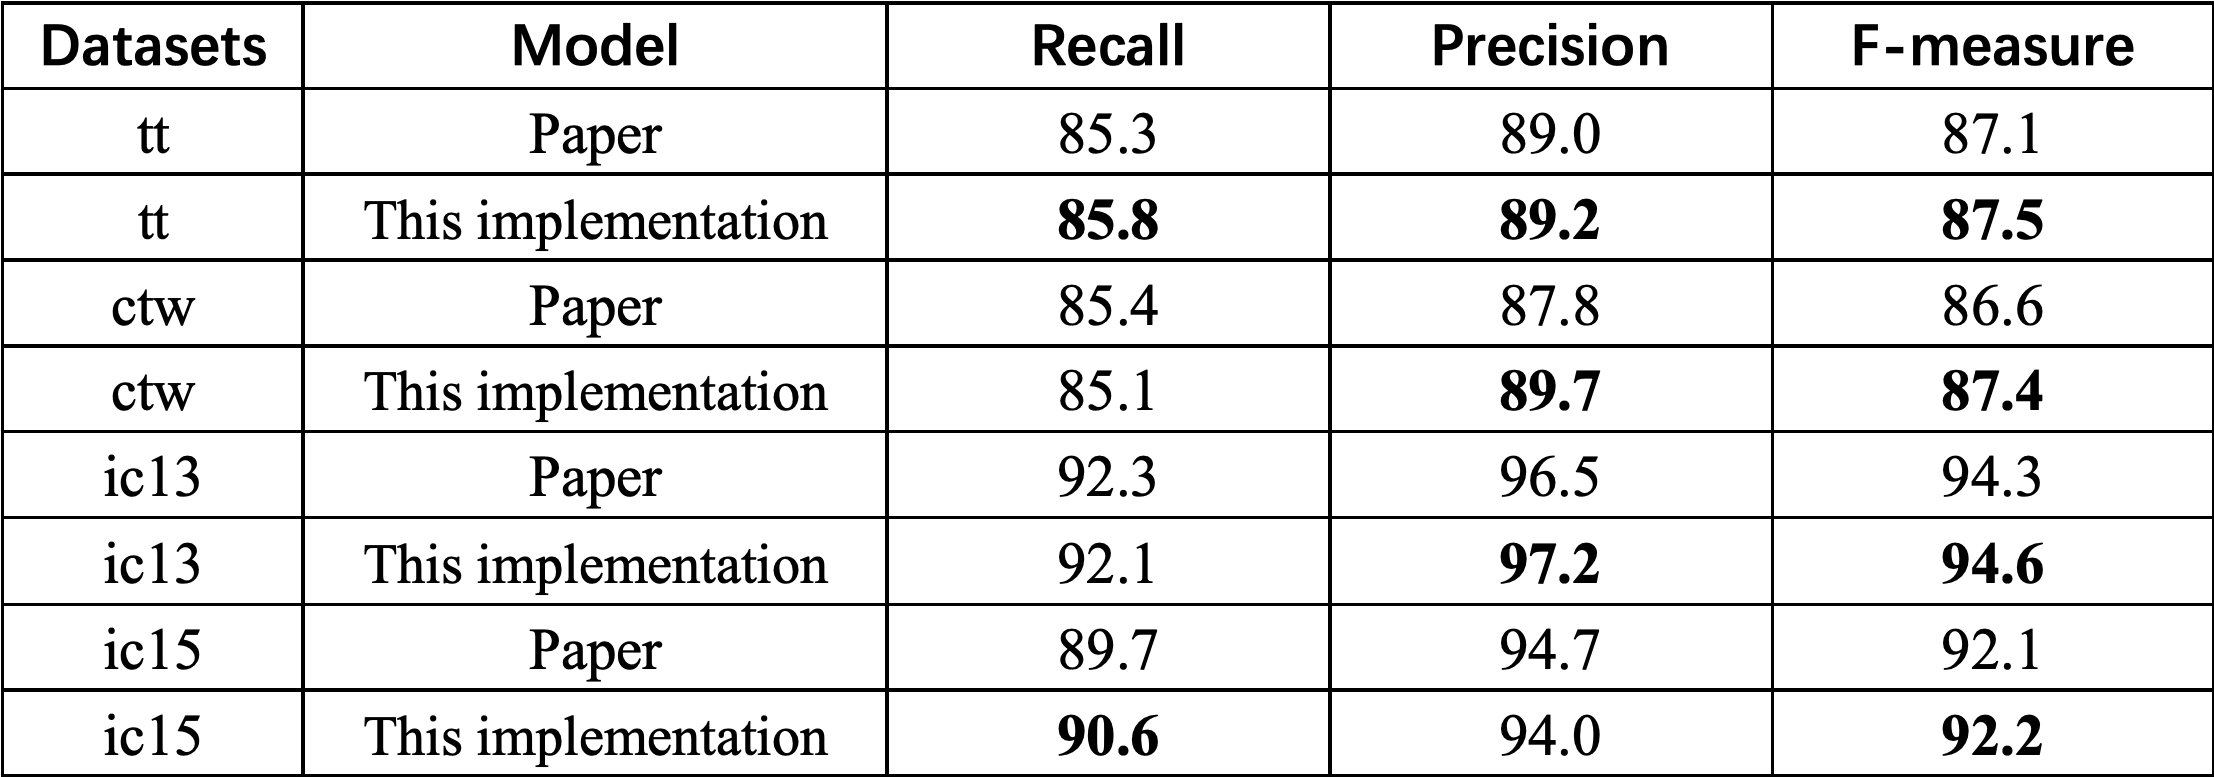 Datasets Model Recall Precision F-measure
tt Paper 85.3 89.0 87.1
tt This implementation 85.8 89.2 87.5
ctw Paper 85.4 87.8 86.6
ctw This implementation 85.1 89.7 87.4
ic13 Paper 92.3 96.5 94.3
ic13 This implementation 92.1 97.2 94.6
ic15 Paper 89.7 94.7 92.1
ic15 This implementation 90.6 94.0 92.2